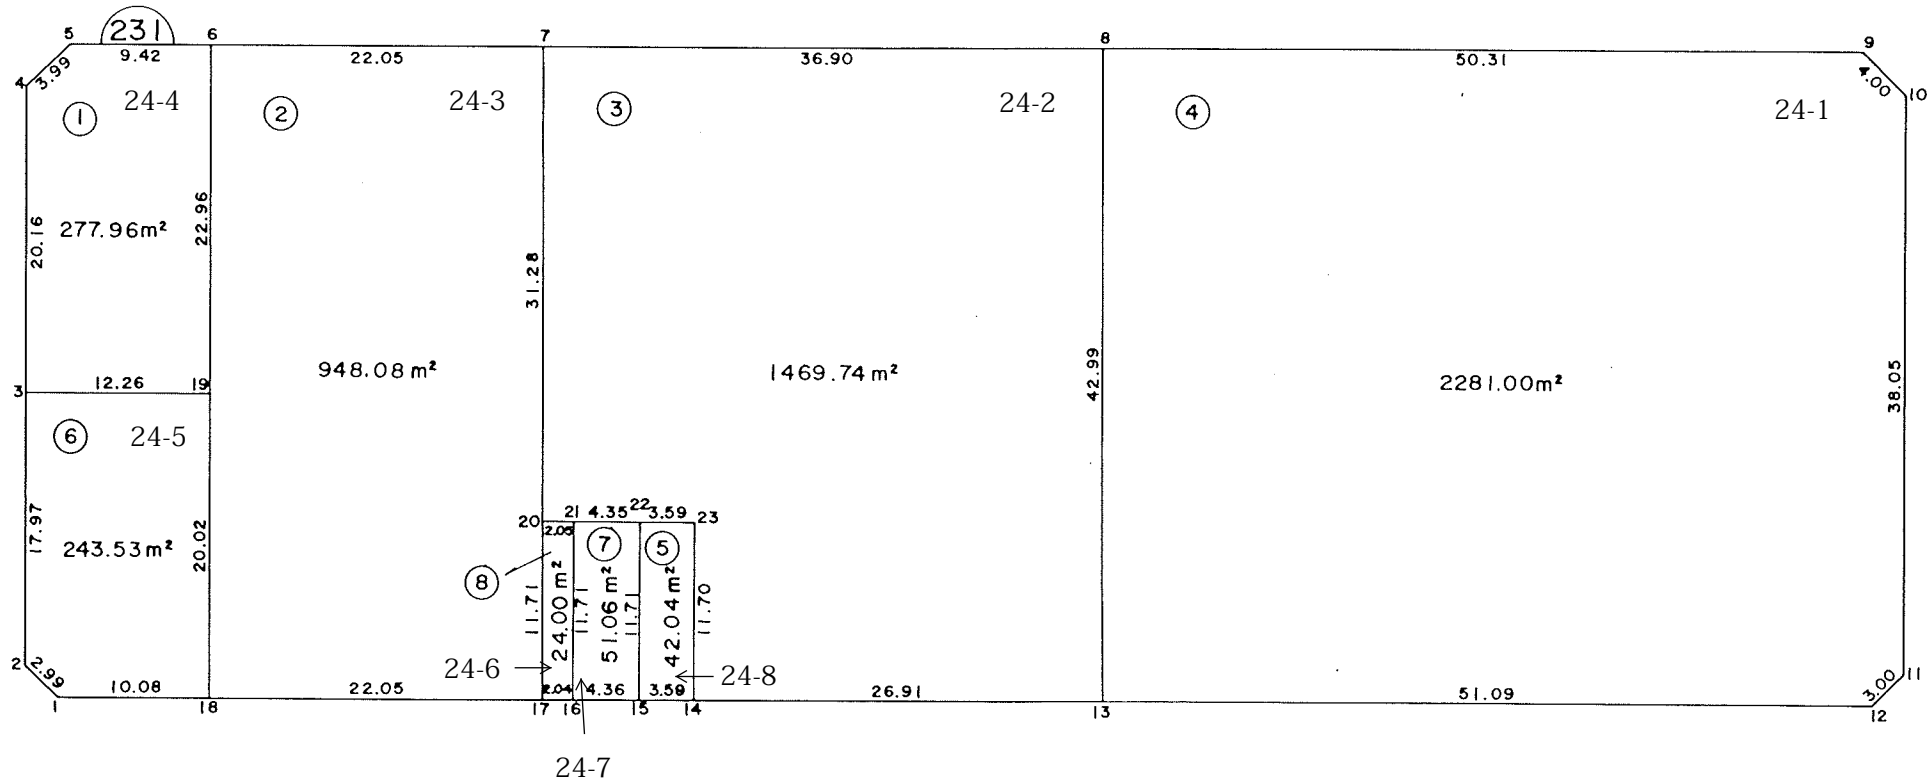 231
5 9.42 6 22.05 7 36.90 8 50.31 9
4 3.99 4.00 10
1 24-4 2 24-3 3 24-2 4 24-1
20.16 277.96m² 22.96 31.28
948.08m² 1469.74m² 42.99 2281.00m² 38.05
3 12.26 19
6 24-5
17.97 243.53m² 20.02
20 2.05 21 4.35 22 3.59 23
8 7 5
11.71 24.00m² 11.71 51.06m² 11.71 42.04m² 11.70
24-6 24-8
2 2.99 3.00 11
10.08 22.05 2.04 4.36 3.59 26.91 51.09
1 18 17 16 15 14 13 12
24-7